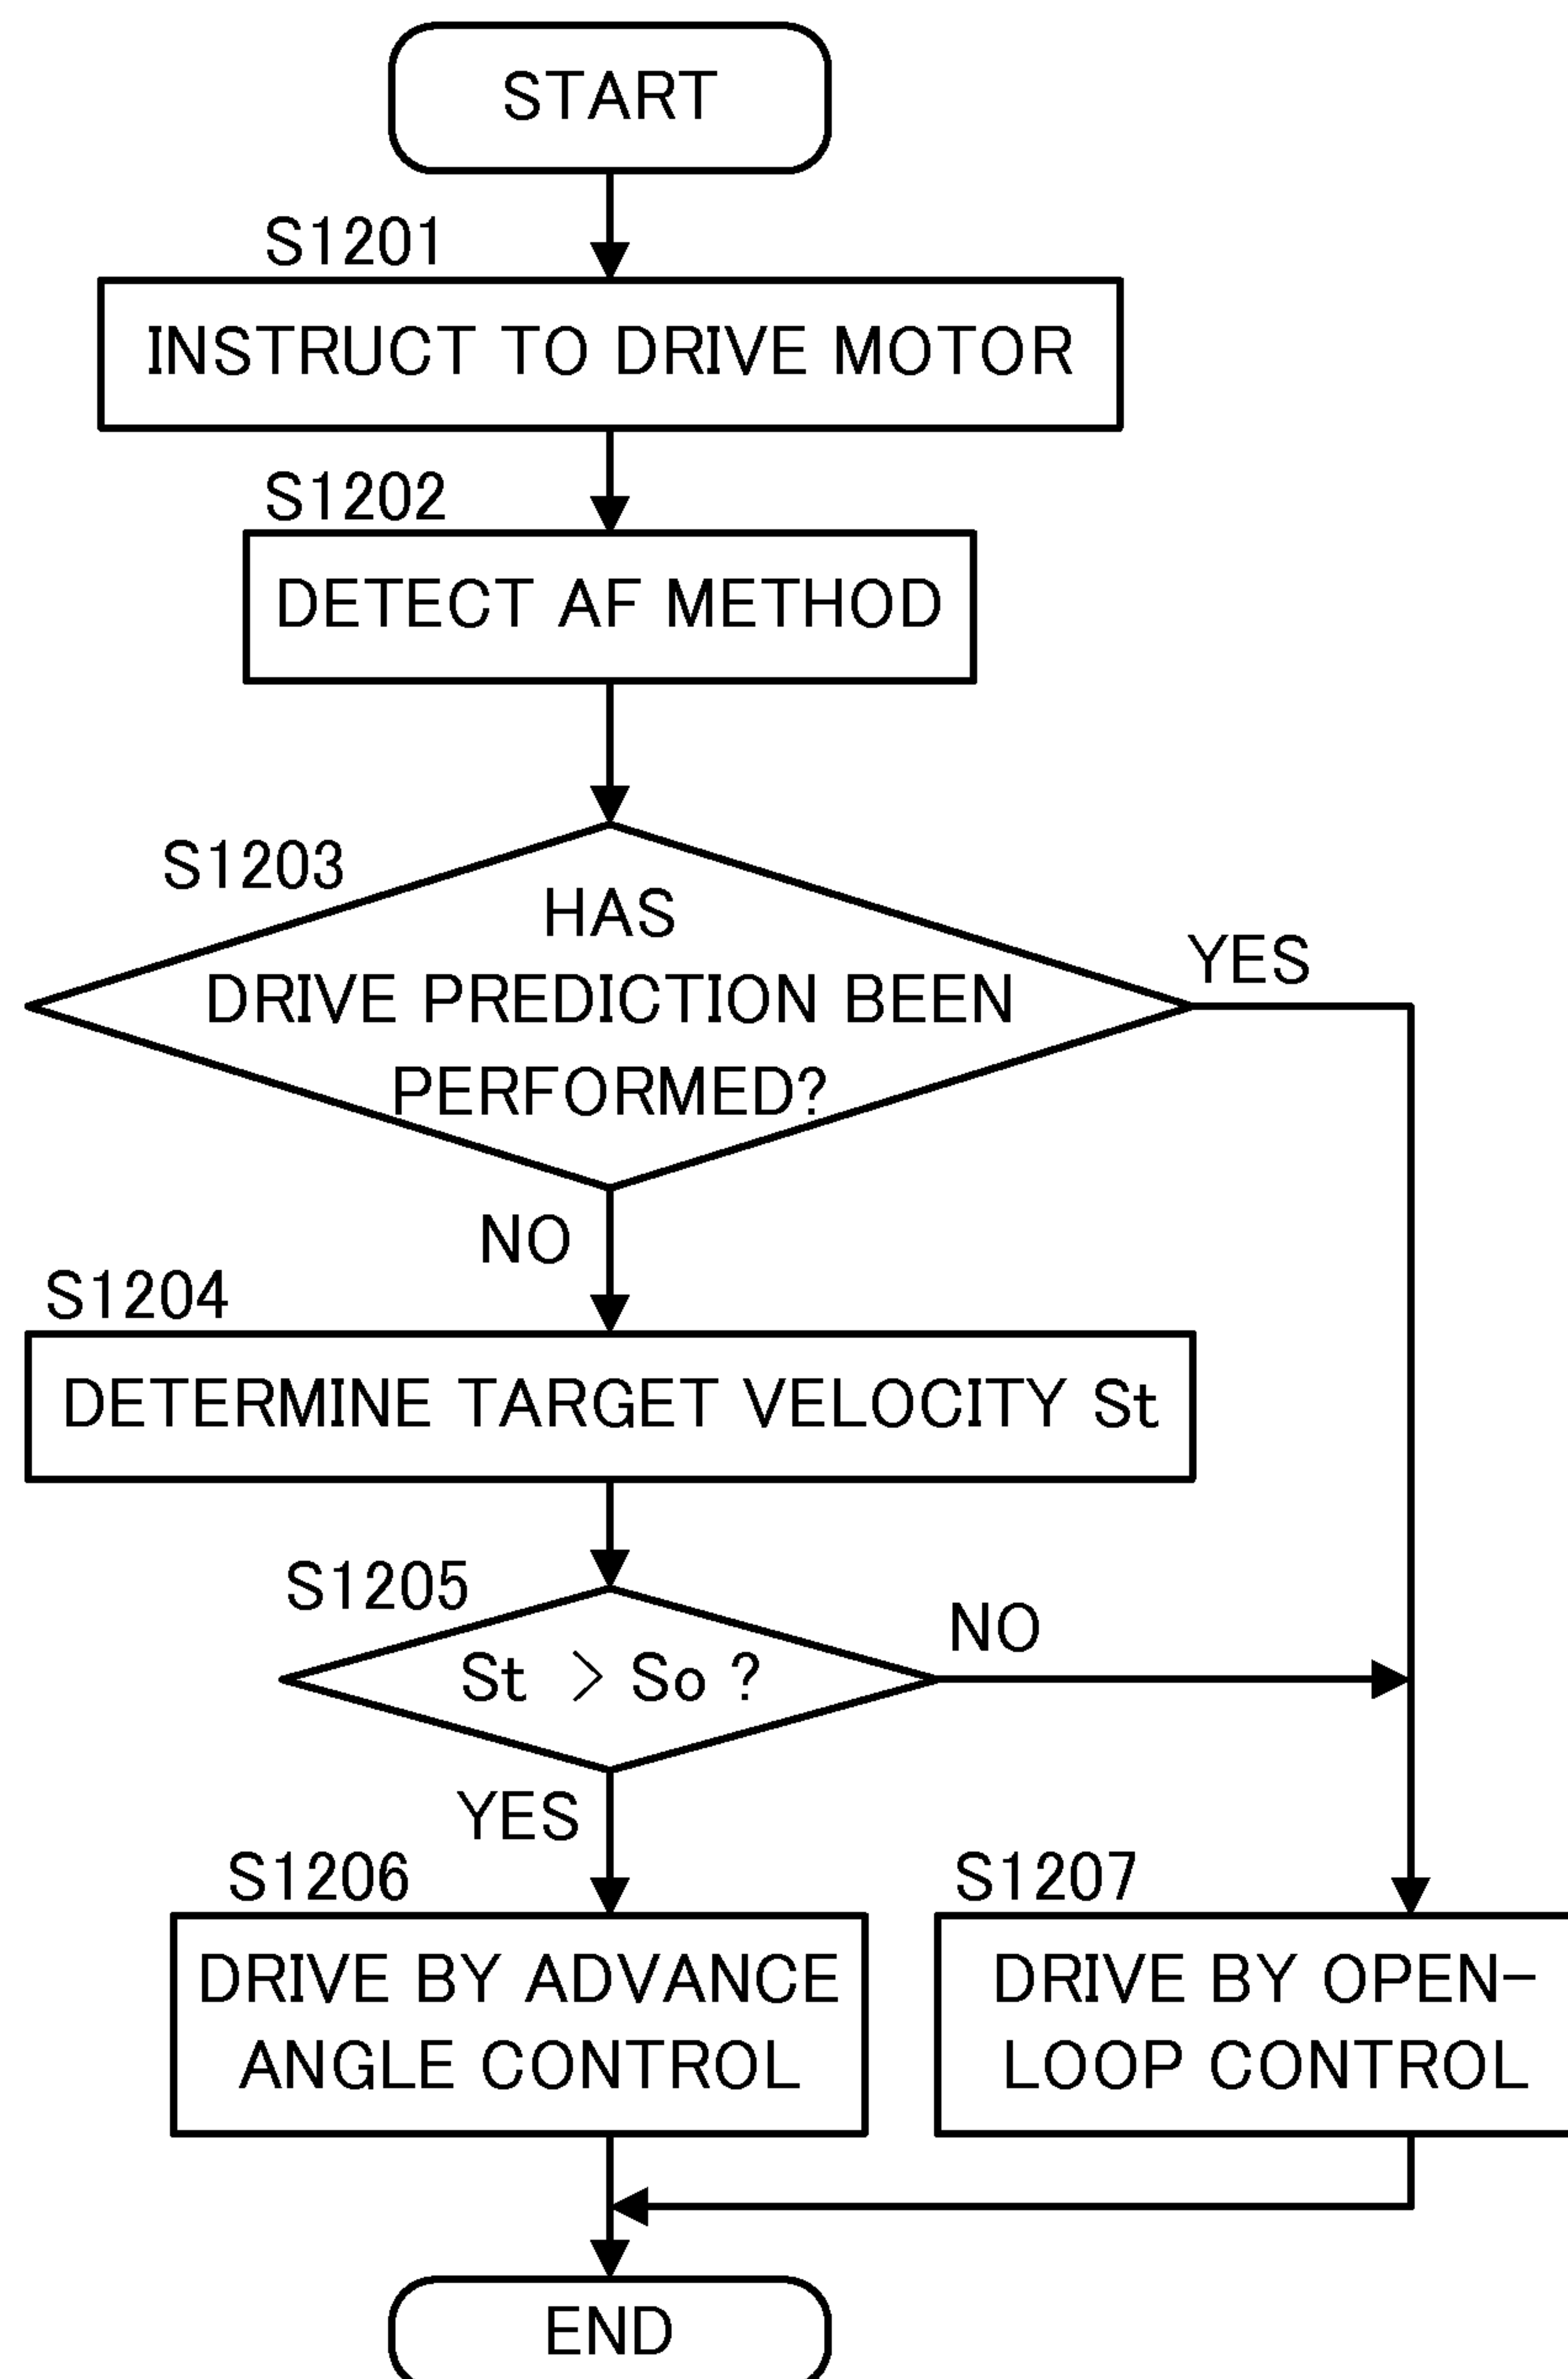 START
S1201
INSTRUCT TO DRIVE MOTOR
S1202
DETECT AF METHOD
S1203
HAS
DRIVE PREDICTION BEEN
PERFORMED?
YES
NO
S1204
DETERMINE TARGET VELOCITY St
S1205
St > So ?
NO
YES
S1206
DRIVE BY ADVANCE
ANGLE CONTROL
S1207
DRIVE BY OPEN-
LOOP CONTROL
END